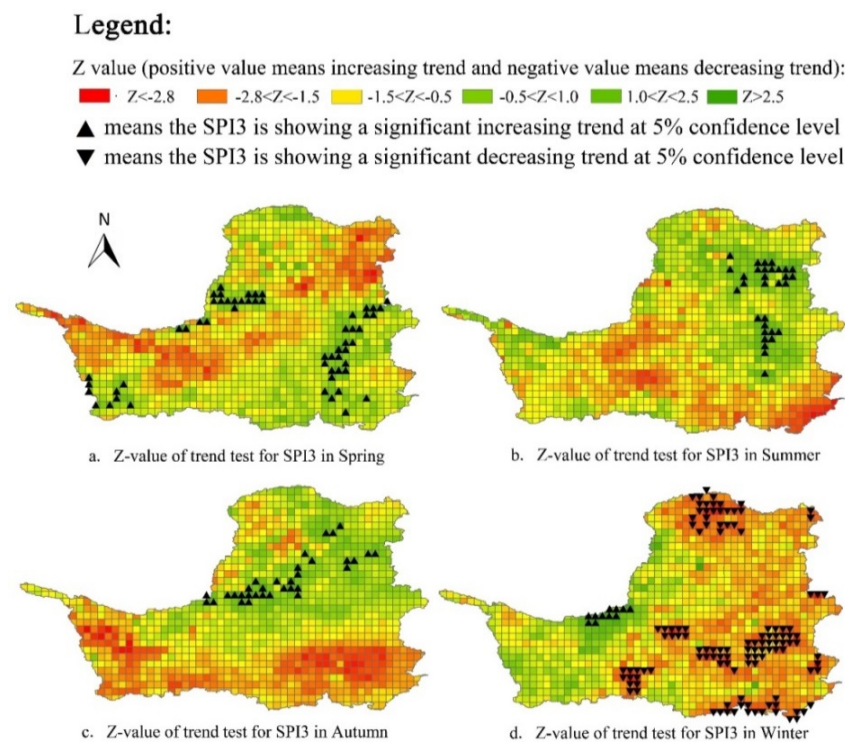 Legend:
Z value (positive value means increasing trend and negative value means decreasing trend):
Z<-2.8 -2.8<Z<-1.5 -1.5<Z<-0.5 -0.5<Z<1.0 1.0<Z<2.5 Z>2.5
▲ means the SPI3 is showing a significant increasing trend at 5% confidence level
▼ means the SPI3 is showing a significant decreasing trend at 5% confidence level
N
a. Z-value of trend test for SPI3 in Spring
b. Z-value of trend test for SPI3 in Summer
c. Z-value of trend test for SPI3 in Autumn
d. Z-value of trend test for SPI3 in Winter